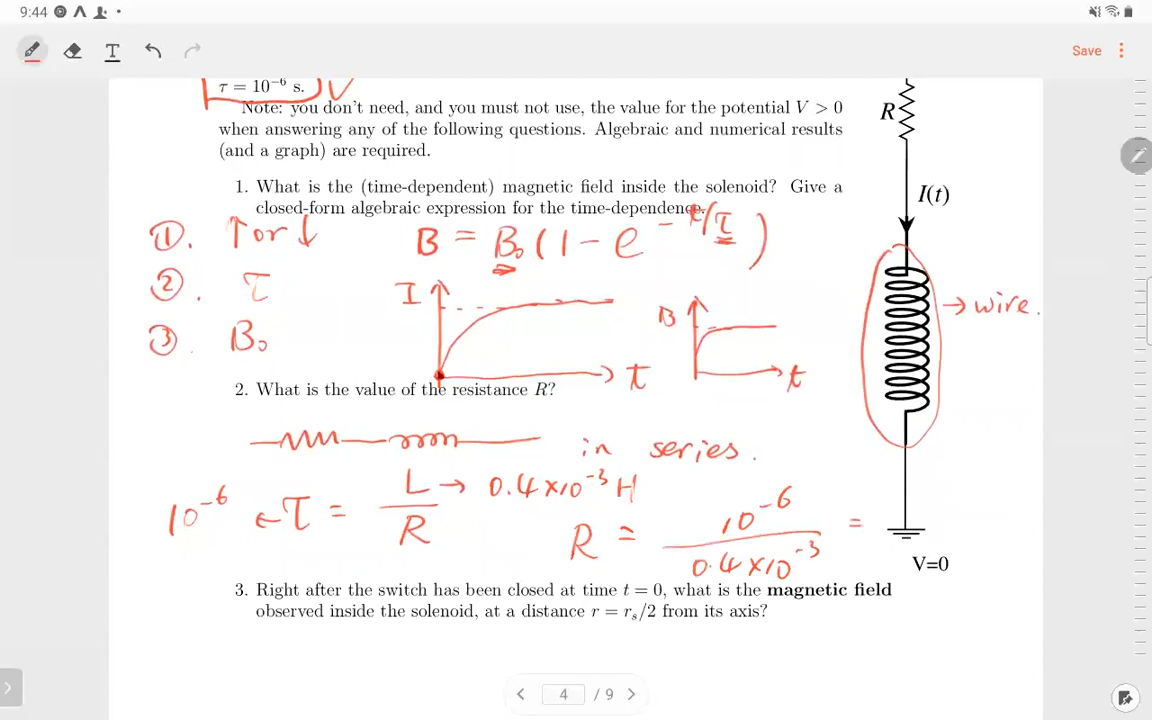 9:44
Save
τ = 10⁻⁶ s.
Note: you don't need, and you must not use, the value for the potential V > 0
when answering any of the following questions. Algebraic and numerical results
(and a graph) are required.
R
1. What is the (time-dependent) magnetic field inside the solenoid? Give a
closed-form algebraic expression for the time-dependence.
I(t)
①. ↑ or ↓
B = B₀ (1 - e^{-t/τ})
②. τ
③. B₀
I
t
B
t
→ wire.
2. What is the value of the resistance R?
in series.
10⁻⁶ ← τ = L/R
L → 0.4×10⁻³ H
R = 10⁻⁶ / 0.4×10⁻³ =
V=0
3. Right after the switch has been closed at time t = 0, what is the magnetic field
observed inside the solenoid, at a distance r = rₛ/2 from its axis?
4 / 9